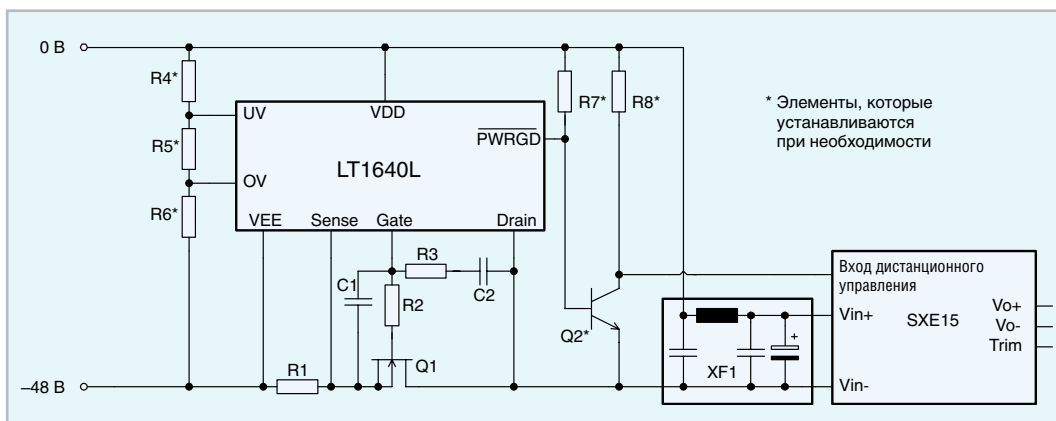 0 В
R4*
UV
VDD
R7*
R8*
* Элементы, которые
устанавливаются
при необходимости
PWRGD
R5*
LT1640L
OV
R6*
VEE
Sense
Gate
Drain
R3
C1
C2
R2
Вход дистанционного
управления
SXE15
Vo+
Vo-
Trim
Vin+
Q2*
+
XF1
Q1
–48 В
R1
Vin-